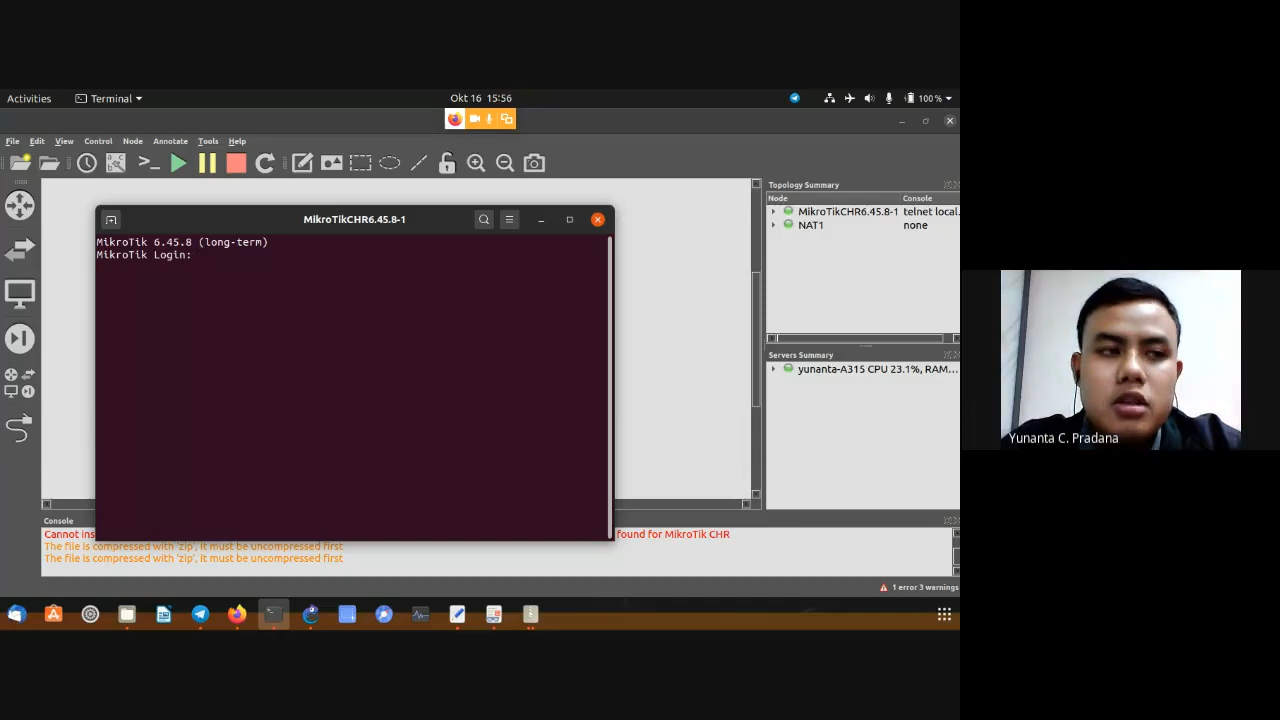 Activities
Terminal
Okt 16 15:56
100 %
File Edit View Control Node Annotate Tools Help
Topology Summary
Node Console
MikroTikCHR6.45.8-1 telnet local.
NAT1 none
MikroTikCHR6.45.8-1
MikroTik 6.45.8 (long-term)
MikroTik Login:
Servers Summary
yunanta-A315 CPU 23.1%, RAM...
Yunanta C. Pradana
Console
Cannot ins found for MikroTik CHR
The file is compressed with 'zip', it must be uncompressed first
The file is compressed with 'zip', it must be uncompressed first
1 error 3 warnings